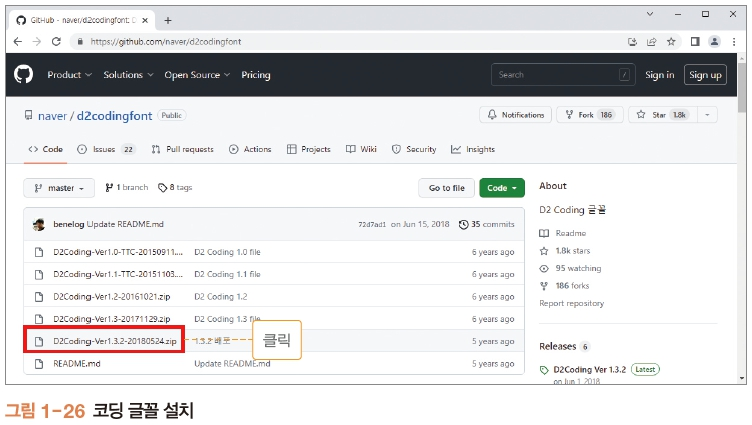 GitHub - naver/d2codingfont: D
https://github.com/naver/d2codingfont
Product Solutions Open Source Pricing Search / Sign in Sign up
naver / d2codingfont Public Notifications Fork 186 Star 1.8k
Code Issues 22 Pull requests Actions Projects Wiki Security Insights
master 1 branch 8 tags Go to file Code
benelog Update README.md 72d7ad1 on Jun 15, 2018 35 commits
D2Coding-Ver1.0-TTC-20150911.... D2 Coding 1.0 file 6 years ago
D2Coding-Ver1.1-TTC-20151103.... D2 Coding 1.1 file 6 years ago
D2Coding-Ver1.2-20161021.zip D2 Coding 1.2 6 years ago
D2Coding-Ver1.3-20171129.zip D2 Coding 1.3 file 6 years ago
D2Coding-Ver1.3.2-20180524.zip 1.3.2 배포 5 years ago
클릭
README.md Update README.md 5 years ago
About
D2 Coding 글꼴
Readme
1.8k stars
95 watching
186 forks
Report repository
Releases 6
D2Coding Ver 1.3.2 Latest
on Jun 1, 2018
그림 1-26 코딩 글꼴 설치